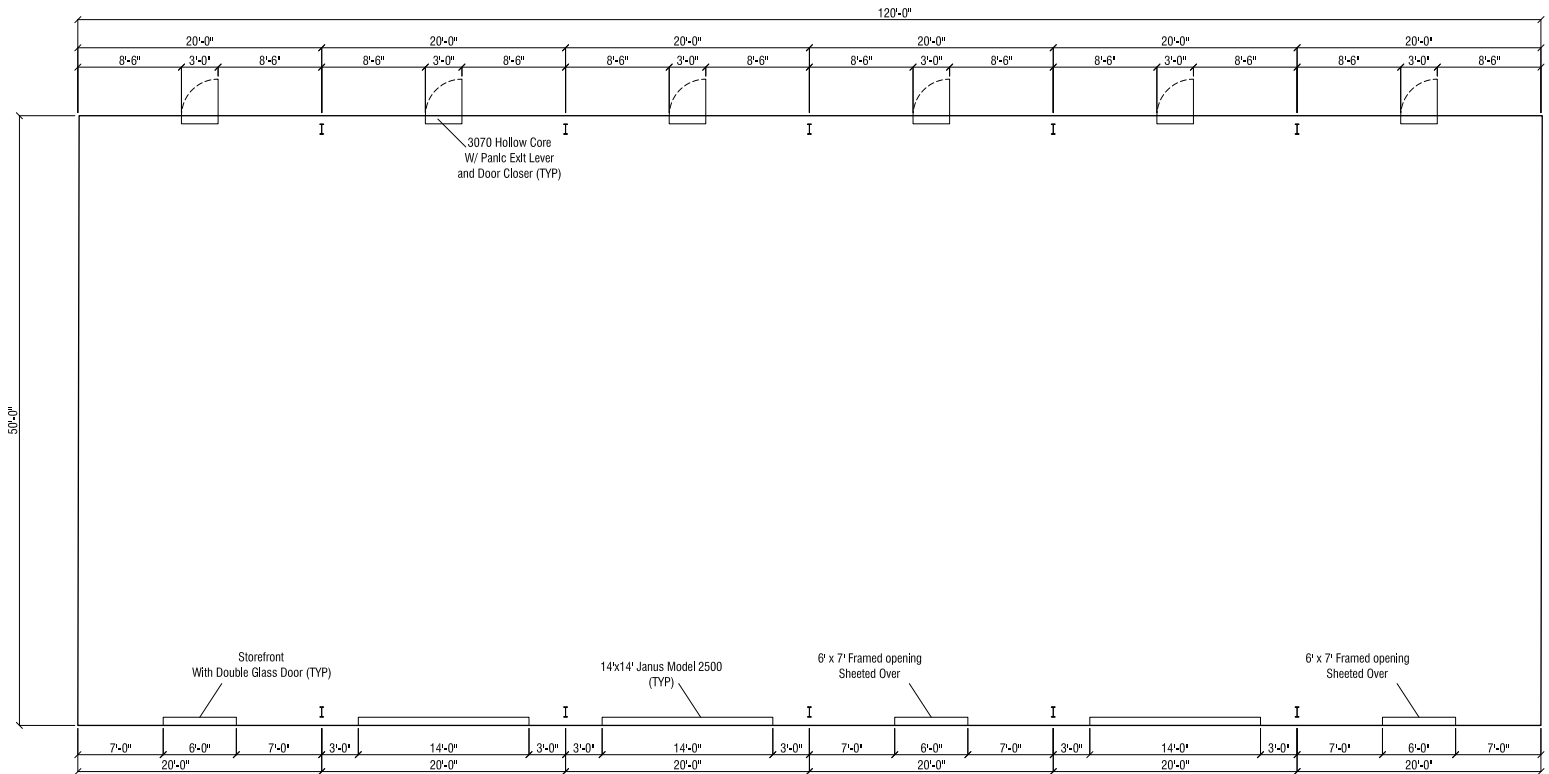 120'-0"
20'-0" 20'-0" 20'-0" 20'-0" 20'-0" 20'-0"
8'-6" 3'-0" 8'-6" 8'-6" 3'-0" 8'-6" 8'-6" 3'-0" 8'-6" 8'-6" 3'-0" 8'-6" 8'-6" 3'-0" 8'-6" 8'-6" 3'-0" 8'-6"
3070 Hollow Core
W/ Panic Exit Lever
and Door Closer (TYP)
50'-0"
Storefront
With Double Glass Door (TYP)
14'x14' Janus Model 2500
(TYP)
6' x 7' Framed opening
Sheeted Over
6' x 7' Framed opening
Sheeted Over
7'-0" 6'-0" 7'-0" 3'-0" 14'-0" 3'-0" 3'-0" 14'-0" 3'-0" 7'-0" 6'-0" 7'-0" 3'-0" 14'-0" 3'-0" 7'-0" 6'-0" 7'-0"
20'-0" 20'-0" 20'-0" 20'-0" 20'-0" 20'-0"